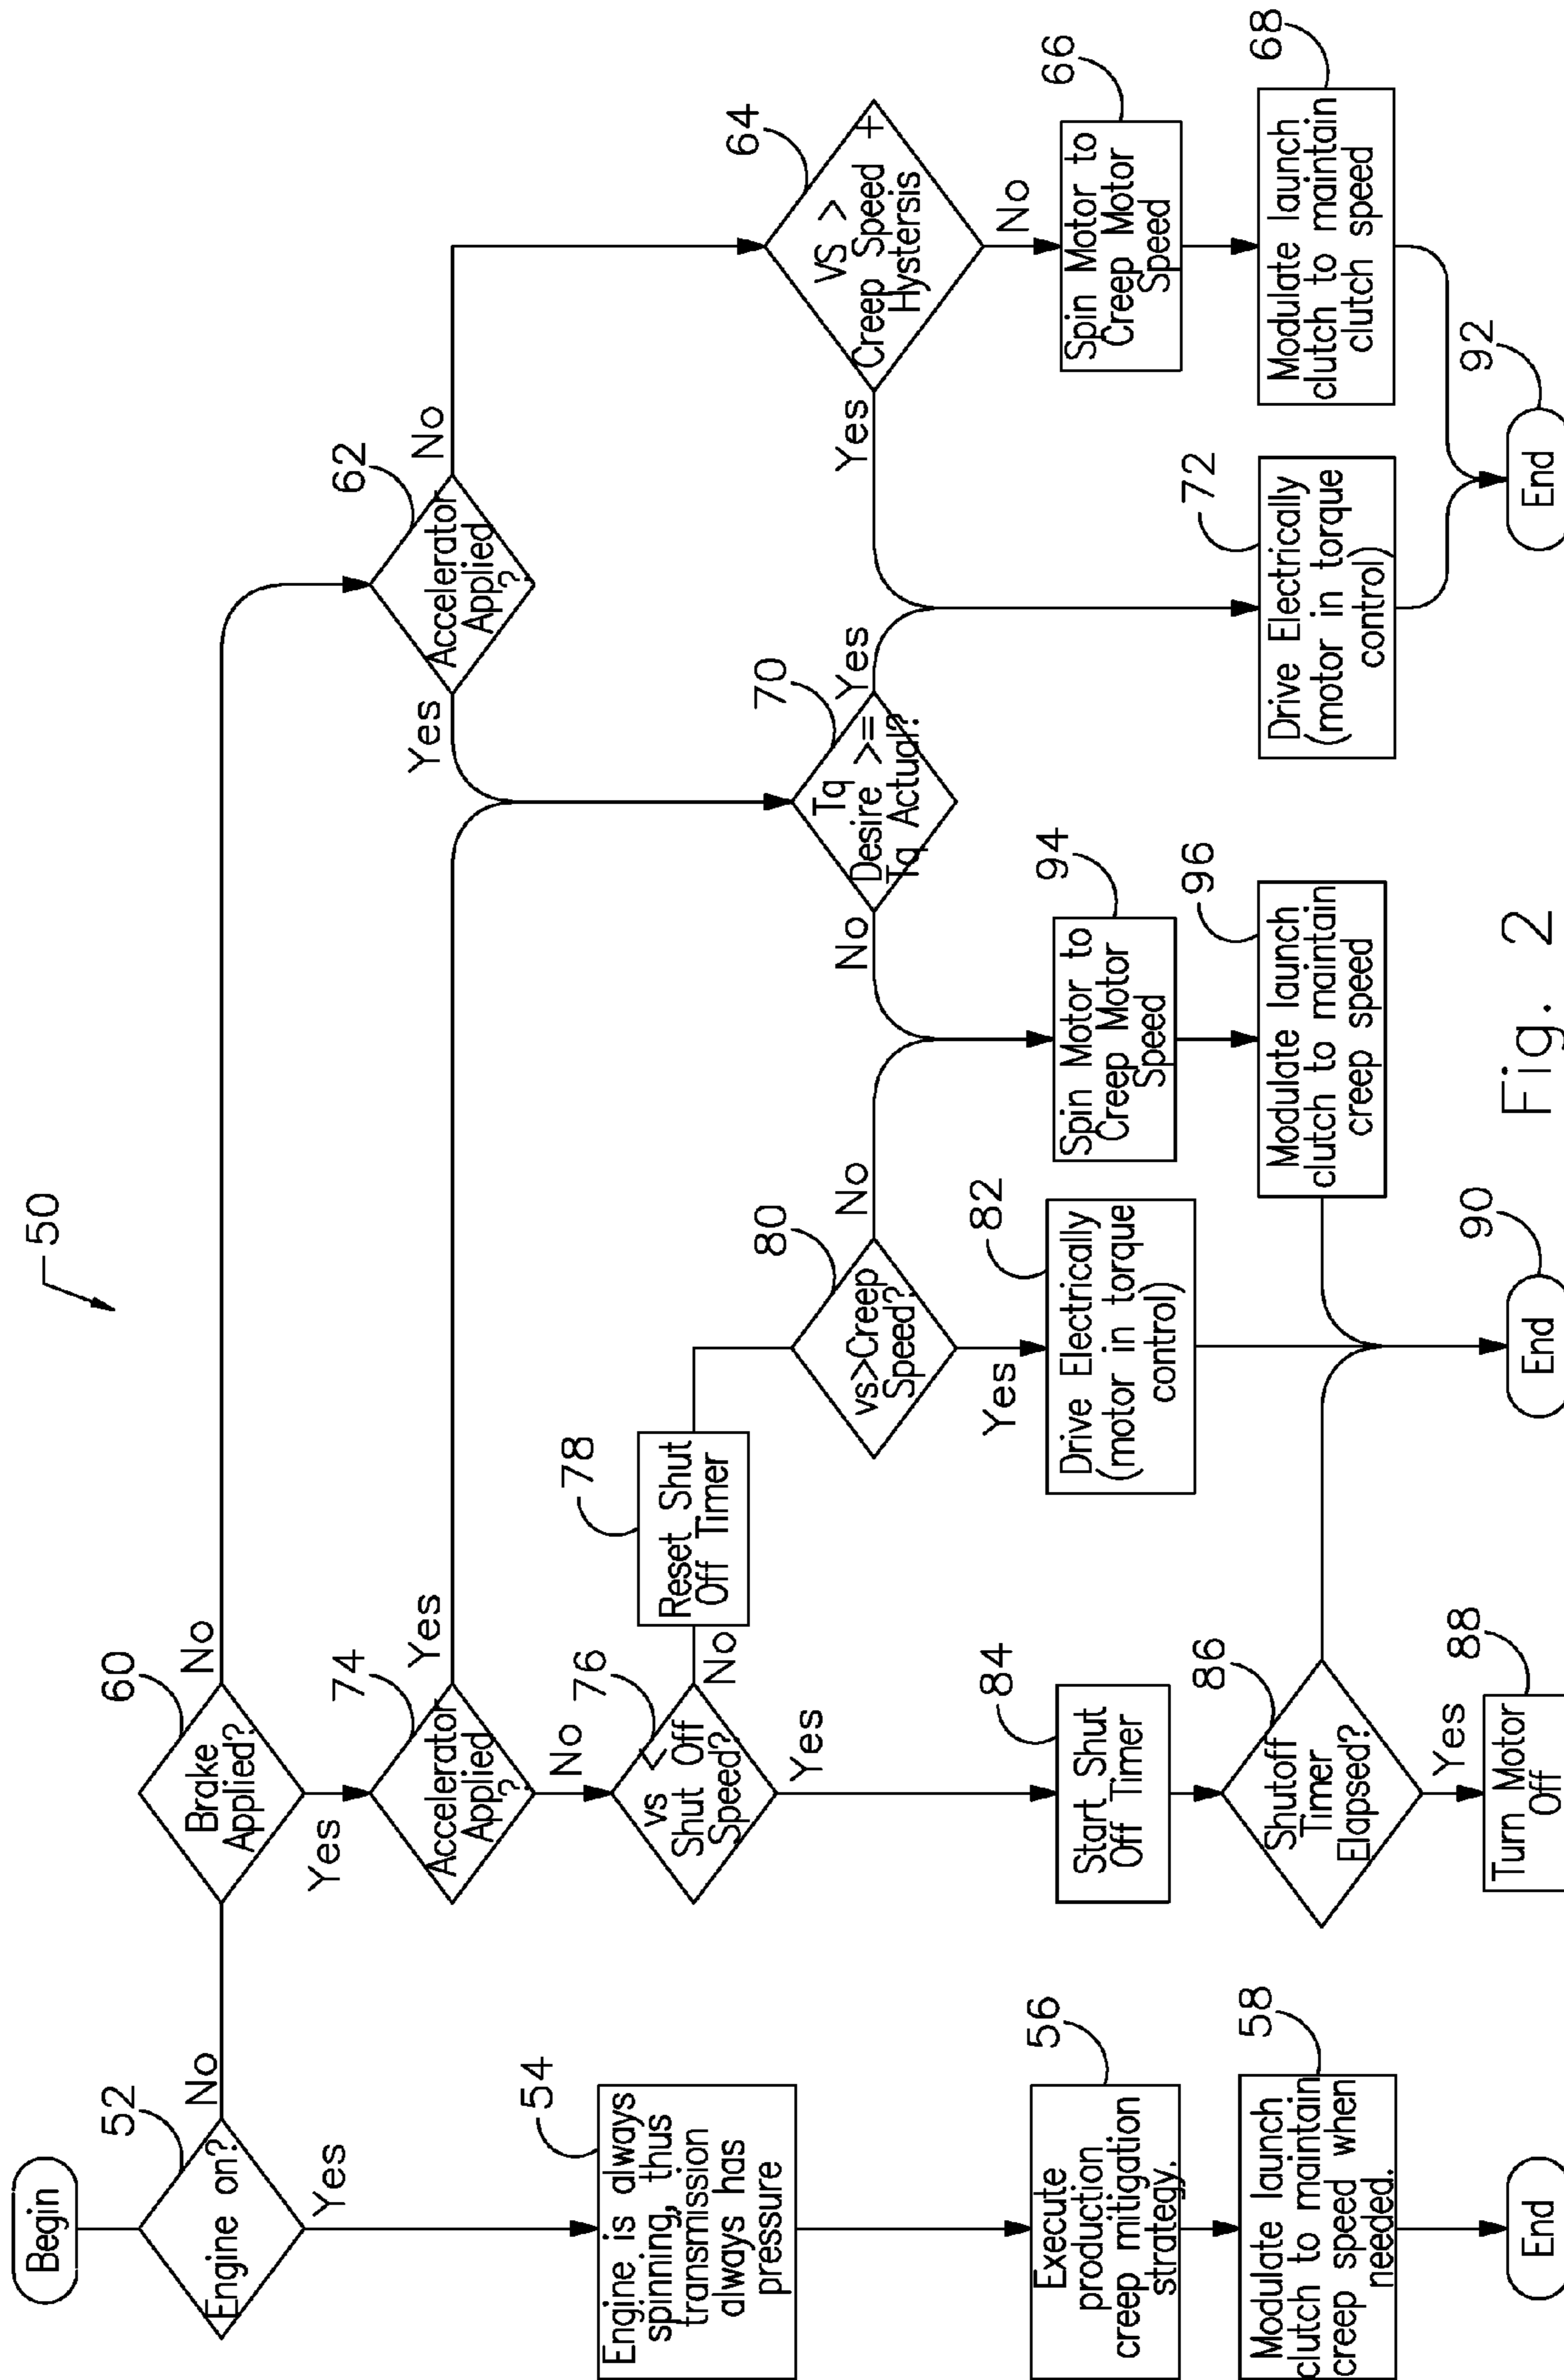 50
Begin
52
Engine on?
No
Yes
54
Engine is always
spinning, thus
transmission
always has
pressure
56
Execute
production
creep mitigation
strategy.
58
Modulate launch
clutch to maintain
creep speed when
needed.
End
60
Brake
Applied?
No
Yes
74
Accelerator
Applied
?
Yes
No
76
vs <
Shut Off
Speed?
No
Yes
78
Reset Shut
Off Timer
84
Start Shut
Off Timer
86
Shutoff
Timer
Elapsed?
Yes
88
Turn Motor
Off
80
vs>Creep
Speed?
No
Yes
82
Drive Electrically
(motor in torque
control)
90
End
62
Accelerator
Applied
?
Yes
No
70
Tq
Desire >=
Tq Actual?
No
Yes
94
Spin Motor to
Creep Motor
Speed
96
Modulate launch
clutch to maintain
creep speed
64
VS >
Creep Speed +
Hystersis
Yes
No
66
Spin Motor to
Creep Motor
Speed
68
Modulate launch
clutch to maintain
clutch speed
72
Drive Electrically
(motor in torque
control)
92
End
Fig. 2